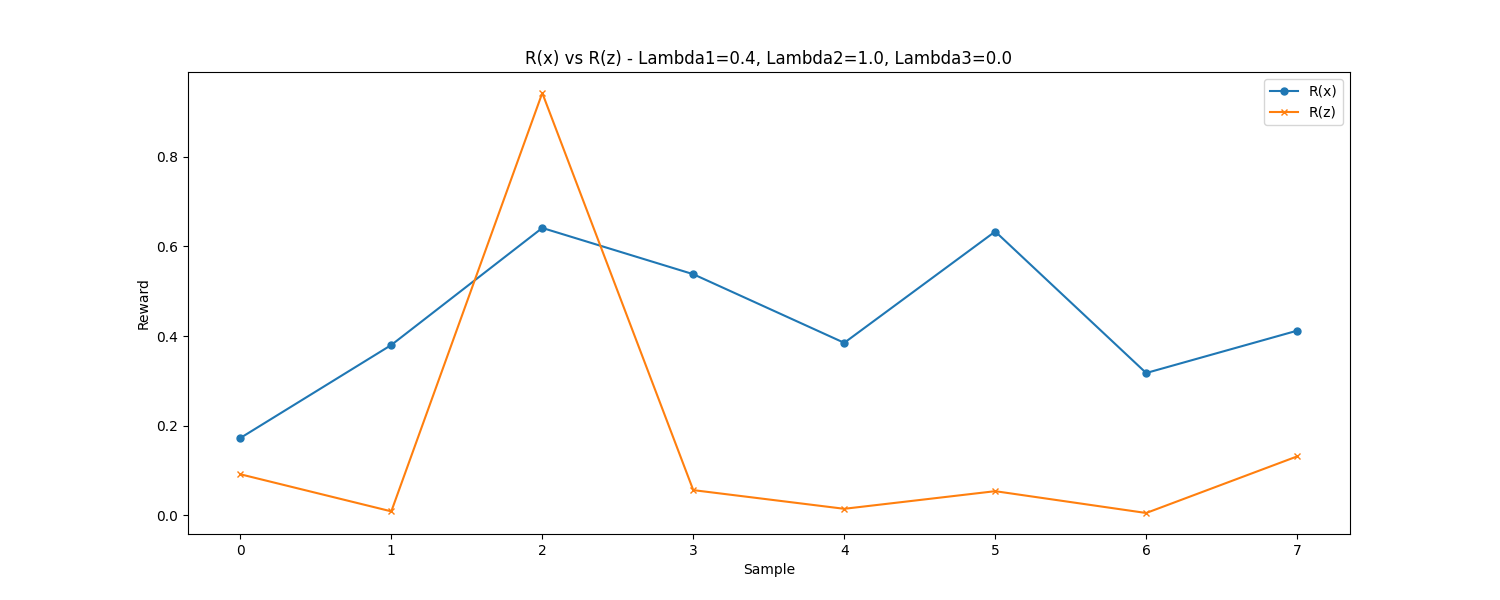 R(x) vs R(z) - Lambda1=0.4, Lambda2=1.0, Lambda3=0.0
R(x)
R(z)
0.8
0.6
0.4
0.2
0.0
Reward
0 1 2 3 4 5 6 7
Sample